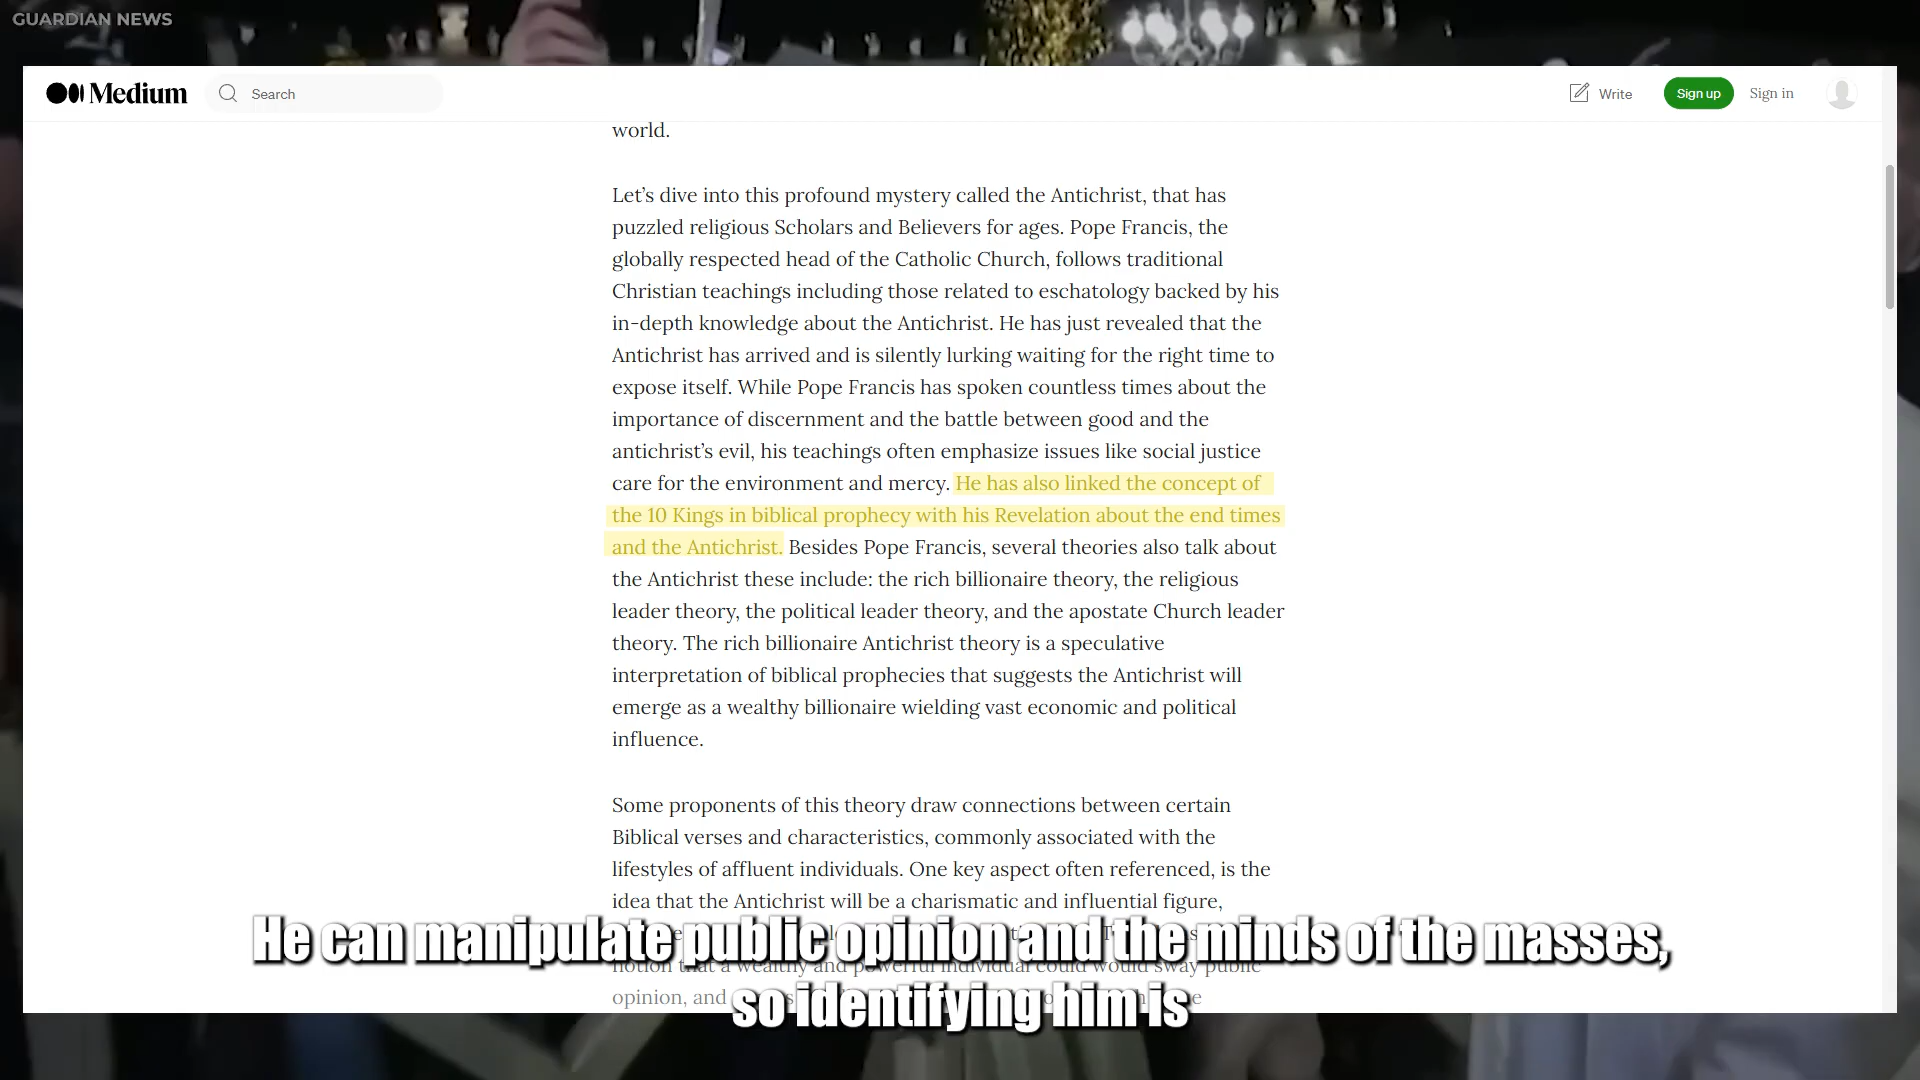 GUARDIAN NEWS
Medium
Search
Write
Sign up
Sign in
world.
Let’s dive into this profound mystery called the Antichrist, that has
puzzled religious Scholars and Believers for ages. Pope Francis, the
globally respected head of the Catholic Church, follows traditional
Christian teachings including those related to eschatology backed by his
in-depth knowledge about the Antichrist. He has just revealed that the
Antichrist has arrived and is silently lurking waiting for the right time to
expose itself. While Pope Francis has spoken countless times about the
importance of discernment and the battle between good and the
antichrist’s evil, his teachings often emphasize issues like social justice
care for the environment and mercy. He has also linked the concept of
the 10 Kings in biblical prophecy with his Revelation about the end times
and the Antichrist. Besides Pope Francis, several theories also talk about
the Antichrist these include: the rich billionaire theory, the religious
leader theory, the political leader theory, and the apostate Church leader
theory. The rich billionaire Antichrist theory is a speculative
interpretation of biblical prophecies that suggests the Antichrist will
emerge as a wealthy billionaire wielding vast economic and political
influence.
Some proponents of this theory draw connections between certain
Biblical verses and characteristics, commonly associated with the
lifestyles of affluent individuals. One key aspect often referenced, is the
idea that the Antichrist will be a charismatic and influential figure,
He can manipulate public opinion and the minds of the masses,
notion that a wealthy and powerful individual could would sway public
opinion, and
so identifying him is